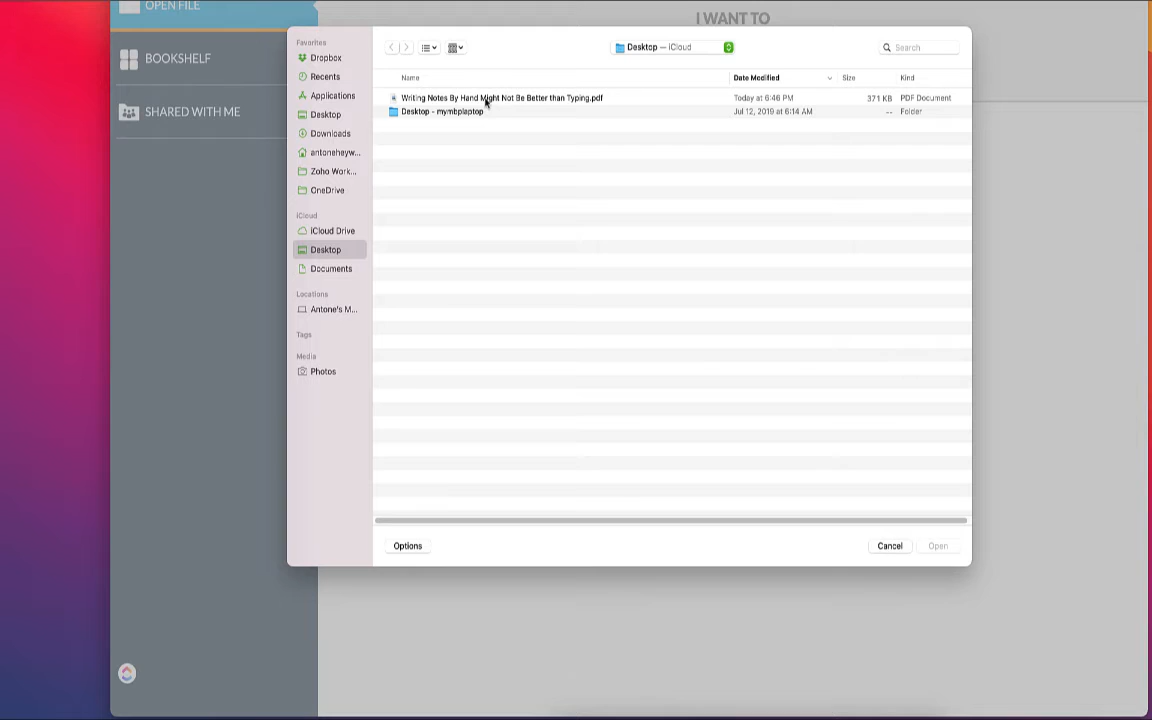 OPEN FILE
BOOKSHELF
SHARED WITH ME
I WANT TO
Favorites
Dropbox
Recents
Applications
Desktop
Downloads
antoneheyw...
Zoho Work...
OneDrive
iCloud
iCloud Drive
Desktop
Documents
Locations
Antone's M...
Tags
Media
Photos
Desktop — iCloud
Search
Name Date Modified Size Kind
Writing Notes By Hand Might Not Be Better than Typing.pdf Today at 6:46 PM 371 KB PDF Document
Desktop - mymbplaptop Jul 12, 2019 at 6:14 AM -- Folder
Options
Cancel
Open